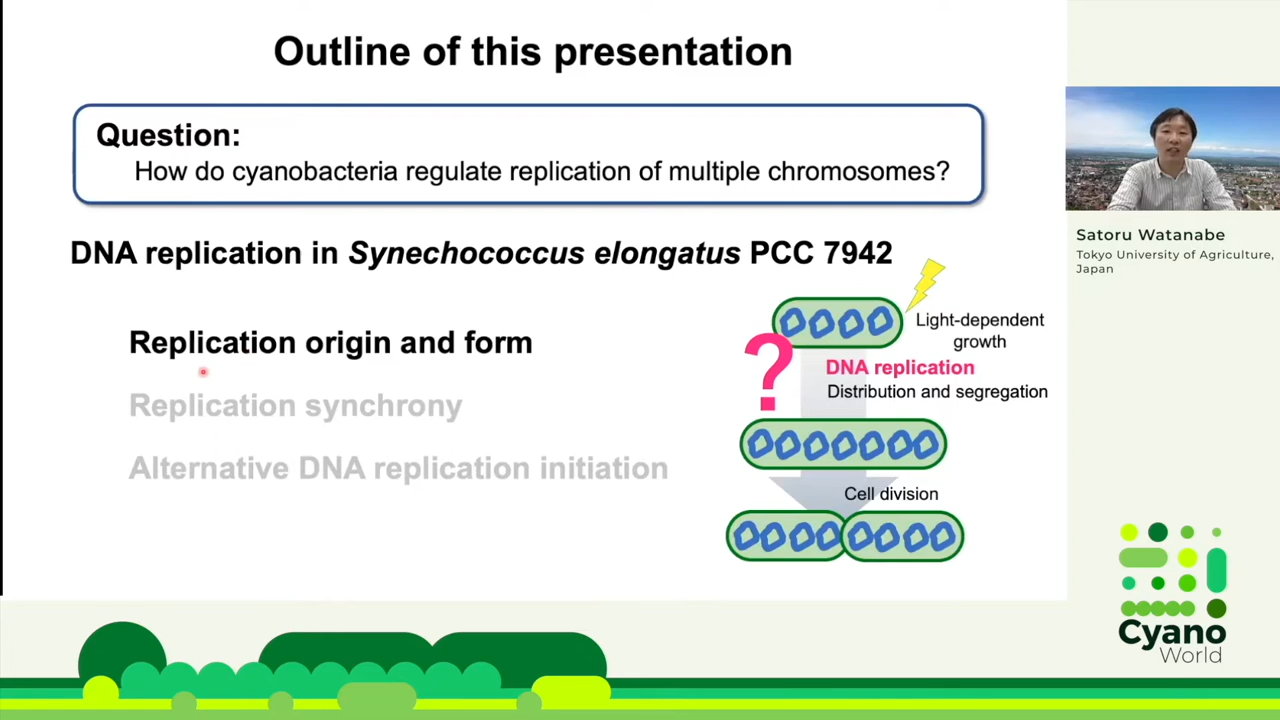 Outline of this presentation
Question:
How do cyanobacteria regulate replication of multiple chromosomes?
DNA replication in Synechococcus elongatus PCC 7942
Replication origin and form
Replication synchrony
Alternative DNA replication initiation
Light-dependent
growth
?
DNA replication
Distribution and segregation
Cell division
Satoru Watanabe
Tokyo University of Agriculture,
Japan
Cyano
World